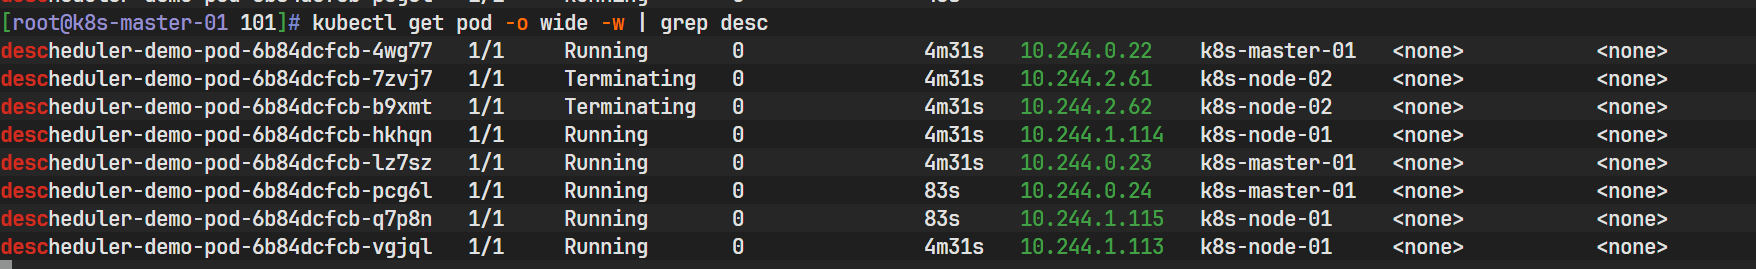 [root@k8s-master-01 101]# kubectl get pod -o wide -w | grep desc
descheduler-demo-pod-6b84dcfcb-4wg77   1/1     Running       0               4m31s   10.244.0.22    k8s-master-01   <none>           <none>
descheduler-demo-pod-6b84dcfcb-7zvj7   1/1     Terminating   0               4m31s   10.244.2.61    k8s-node-02     <none>           <none>
descheduler-demo-pod-6b84dcfcb-b9xmt   1/1     Terminating   0               4m31s   10.244.2.62    k8s-node-02     <none>           <none>
descheduler-demo-pod-6b84dcfcb-hkhqn   1/1     Running       0               4m31s   10.244.1.114   k8s-node-01     <none>           <none>
descheduler-demo-pod-6b84dcfcb-lz7sz   1/1     Running       0               4m31s   10.244.0.23    k8s-master-01   <none>           <none>
descheduler-demo-pod-6b84dcfcb-pcg6l   1/1     Running       0               83s     10.244.0.24    k8s-master-01   <none>           <none>
descheduler-demo-pod-6b84dcfcb-q7p8n   1/1     Running       0               83s     10.244.1.115   k8s-node-01     <none>           <none>
descheduler-demo-pod-6b84dcfcb-vgjql   1/1     Running       0               4m31s   10.244.1.113   k8s-node-01     <none>           <none>